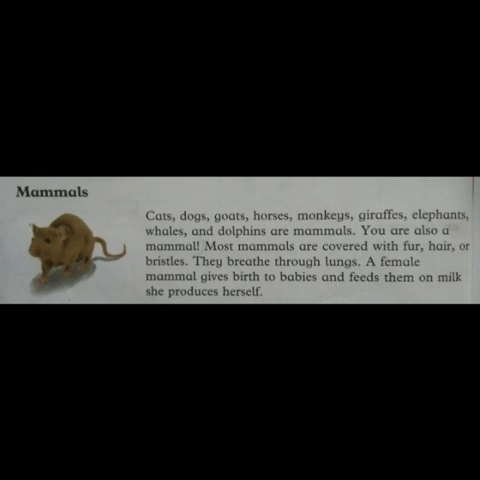 Mammals
Cats, dogs, goats, horses, monkeys, giraffes, elephants,
whales, and dolphins are mammals. You are also a
mammal! Most mammals are covered with fur, hair, or
bristles. They breathe through lungs. A female
mammal gives birth to babies and feeds them on milk
she produces herself.